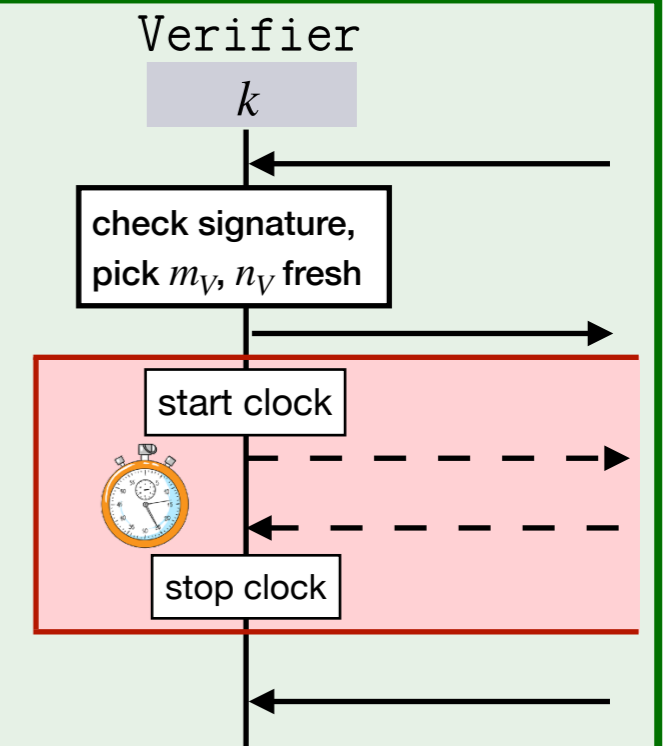 Verifier
k
check signature,
pick m_V, n_V fresh
start clock
stop clock